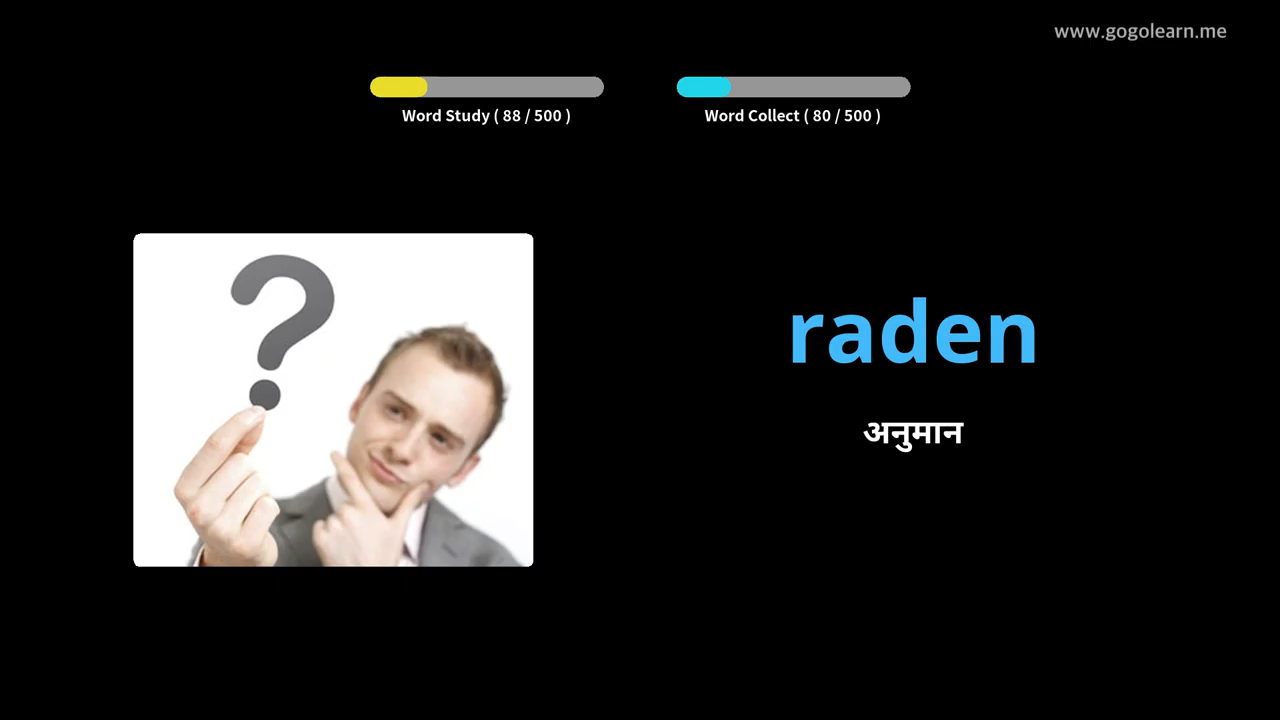 www.gogolearn.me
Word Study ( 88 / 500 )
Word Collect ( 80 / 500 )
?
raden
अनुमान